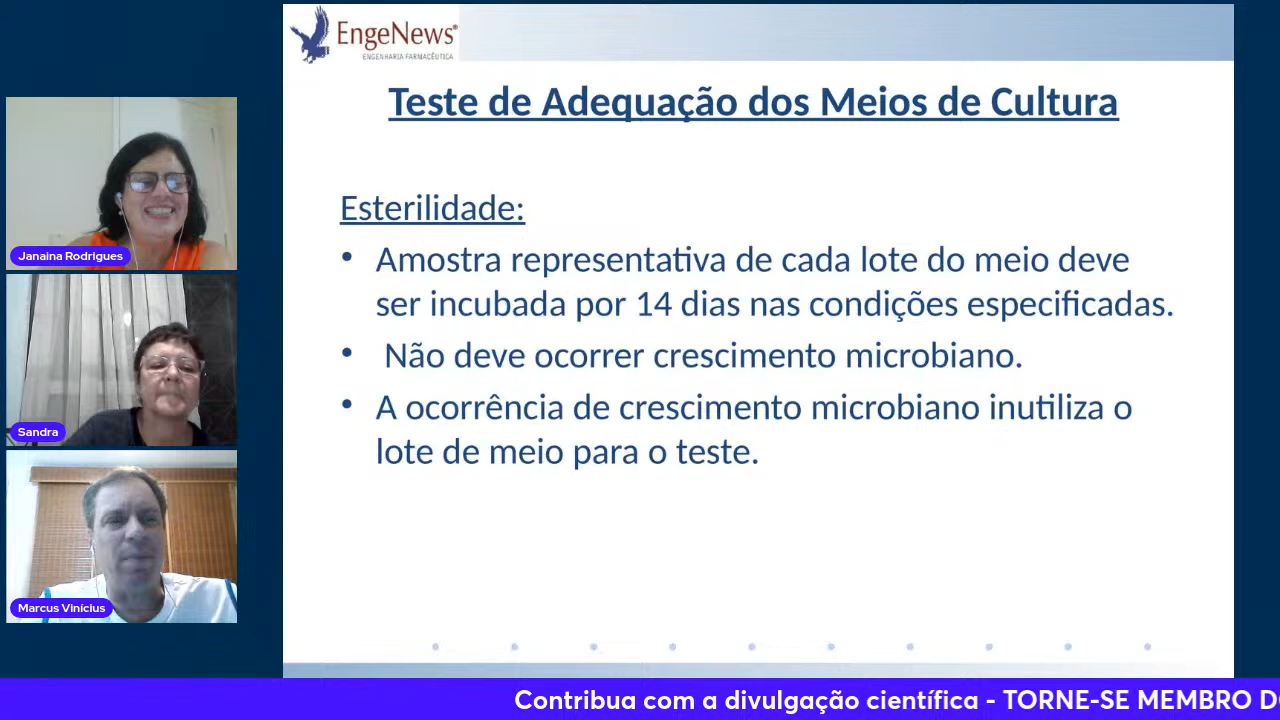 EngeNews®
ENGENHARIA FARMACÊUTICA
Teste de Adequação dos Meios de Cultura
Esterilidade:
• Amostra representativa de cada lote do meio deve
ser incubada por 14 dias nas condições especificadas.
• Não deve ocorrer crescimento microbiano.
• A ocorrência de crescimento microbiano inutiliza o
lote de meio para o teste.
Janaina Rodrigues
Sandra
Marcus Vinícius
Contribua com a divulgação científica - TORNE-SE MEMBRO D